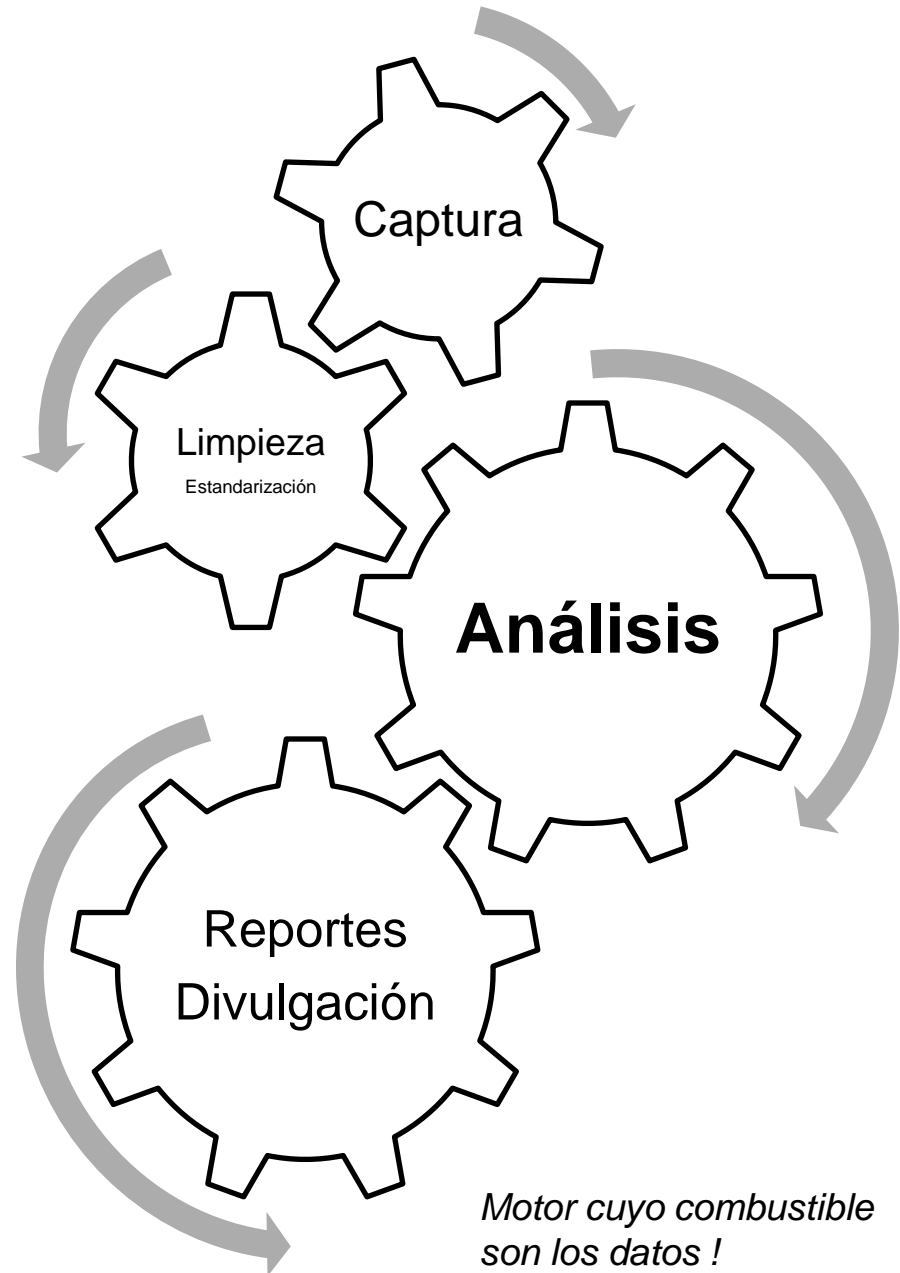 Captura
Limpieza
Estandarización
Análisis
Reportes
Divulgación
Motor cuyo combustible
son los datos !